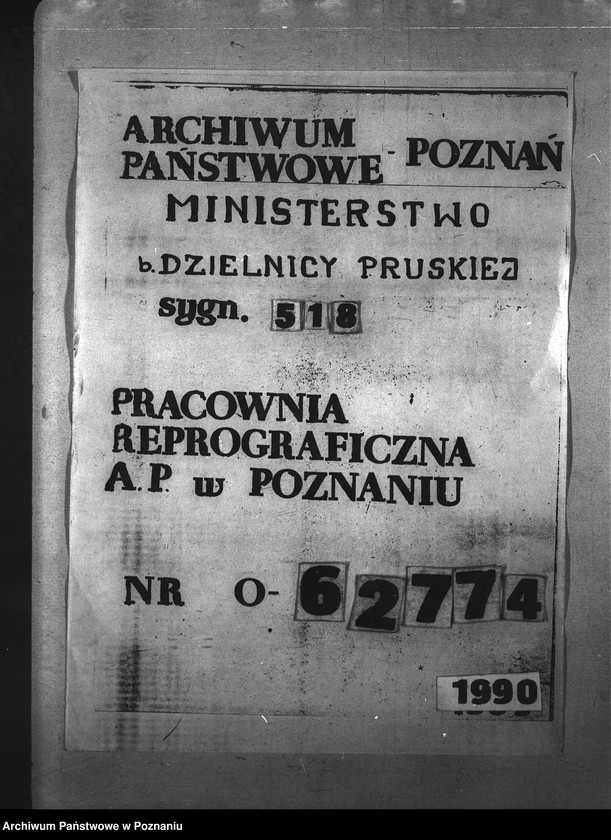 ARCHIWUM
PAŃSTWOWE - POZNAŃ
MINISTERSTWO
b. DZIELNICY PRUSKIEJ
sygn. 518
PRACOWNIA
REPROGRAFICZNA
A.P. w POZNANIU
NR O-62774
1990
Archiwum Państwowe w Poznaniu